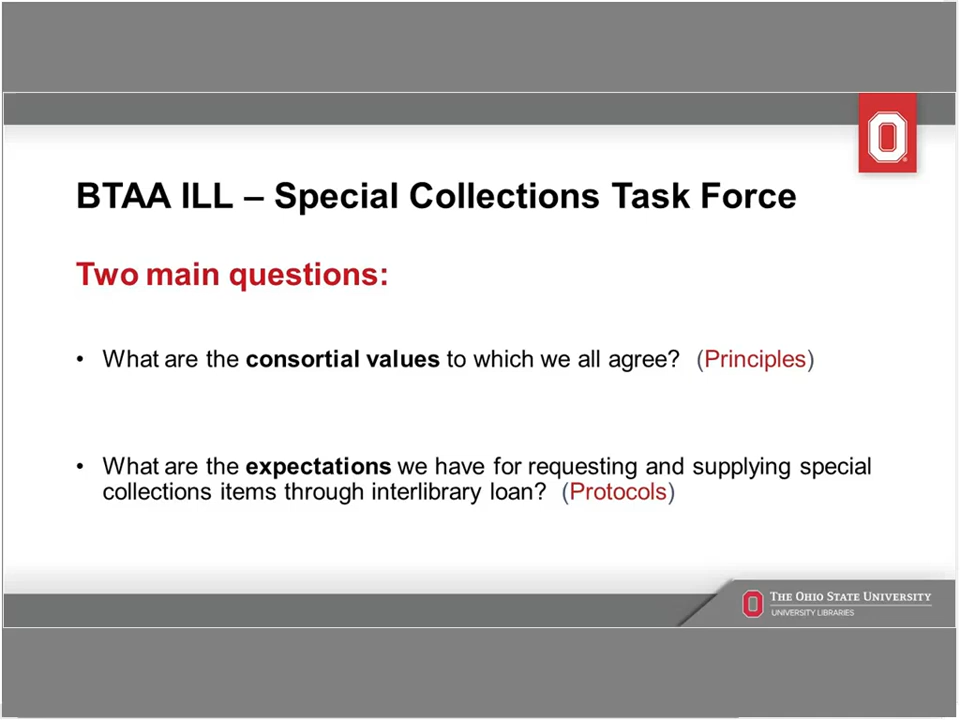 BTAA ILL – Special Collections Task Force
Two main questions:
• What are the consortial values to which we all agree? (Principles)
• What are the expectations we have for requesting and supplying special
collections items through interlibrary loan? (Protocols)
THE OHIO STATE UNIVERSITY
UNIVERSITY LIBRARIES